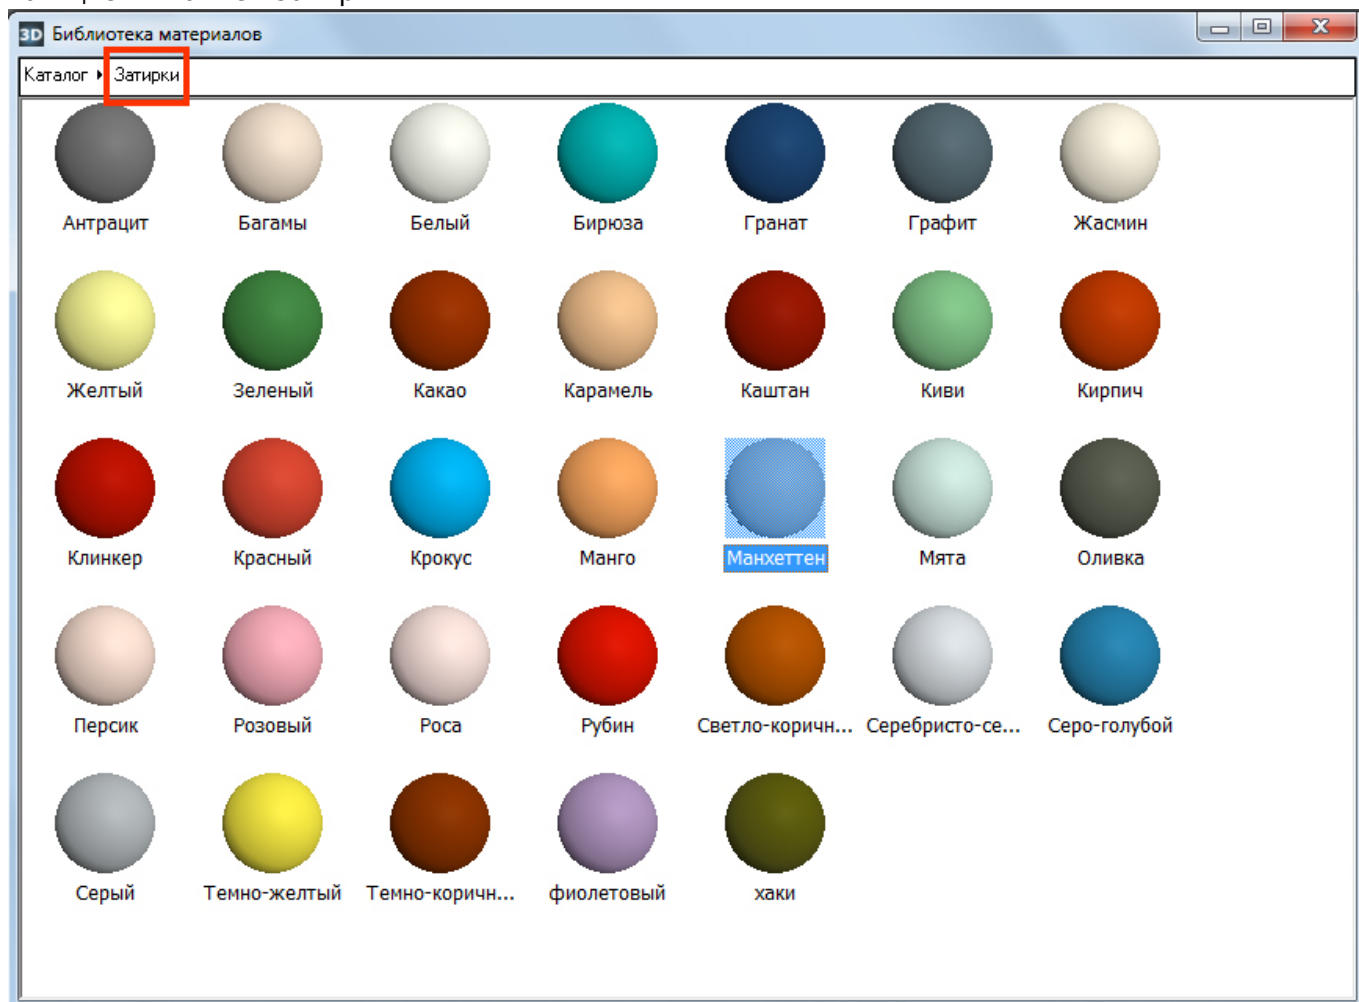 3D Библиотека материалов
Каталог Затирки
Антрацит Багамы Белый Бирюза Гранат Графит Жасмин
Желтый Зеленый Какао Карамель Каштан Киви Кирпич
Клинкер Красный Крокус Манго Манхеттен Мята Оливка
Персик Розовый Роса Рубин Светло-коричн... Серебристо-се... Серо-голубой
Серый Темно-желтый Темно-коричн... фиолетовый хаки